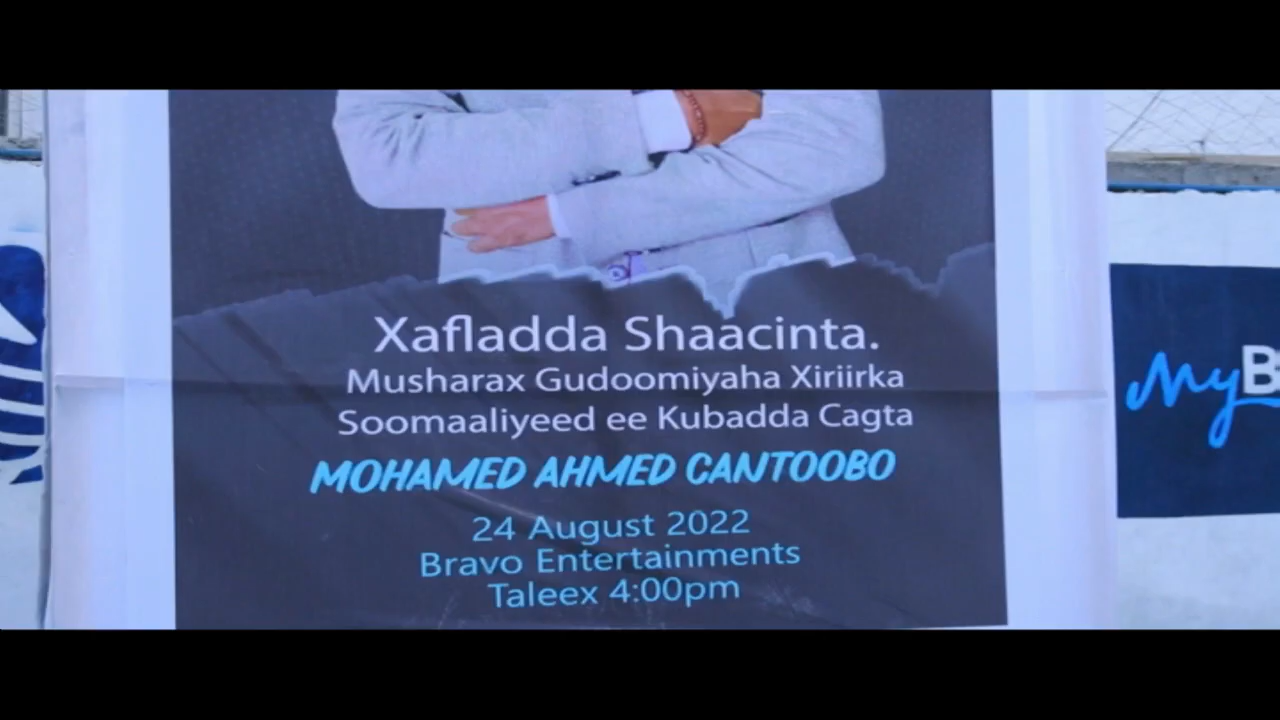 Xafladda Shaacinta.
Musharax Gudoomiyaha Xiriirka
Soomaaliyeed ee Kubadda Cagta
MOHAMED AHMED CANTOOBO
24 August 2022
Bravo Entertainments
Taleex 4:00pm
My B